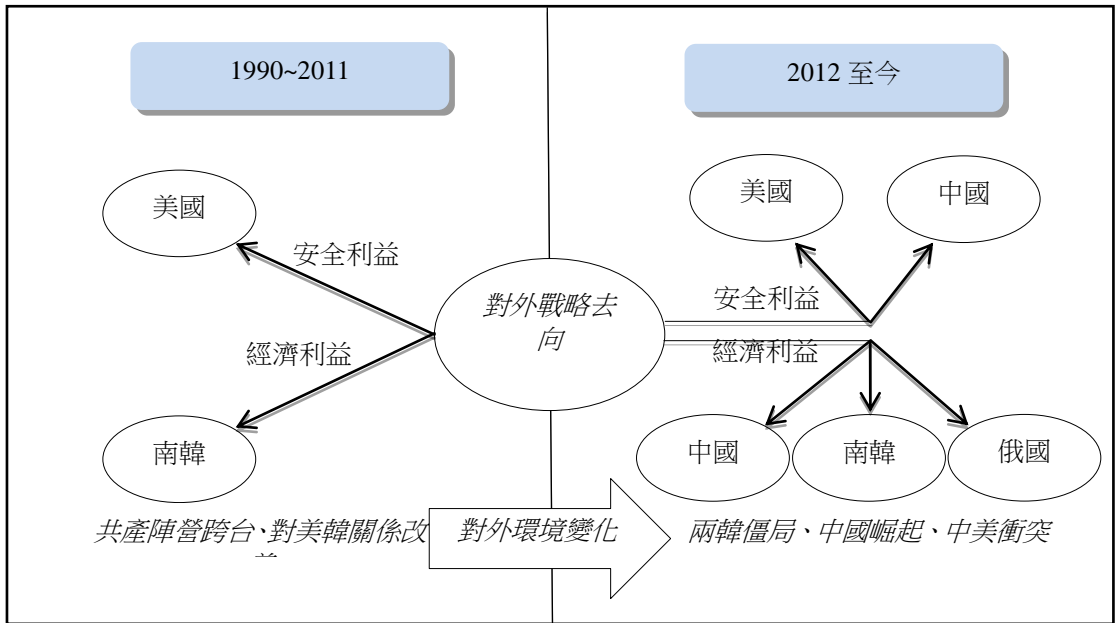 1990~2011
2012 至今
美國
安全利益
經濟利益
南韓
對外戰略去
向
美國
中國
安全利益
經濟利益
中國
南韓
俄國
共產陣營跨台、對美韓關係改
對外環境變化
兩韓僵局、中國崛起、中美衝突